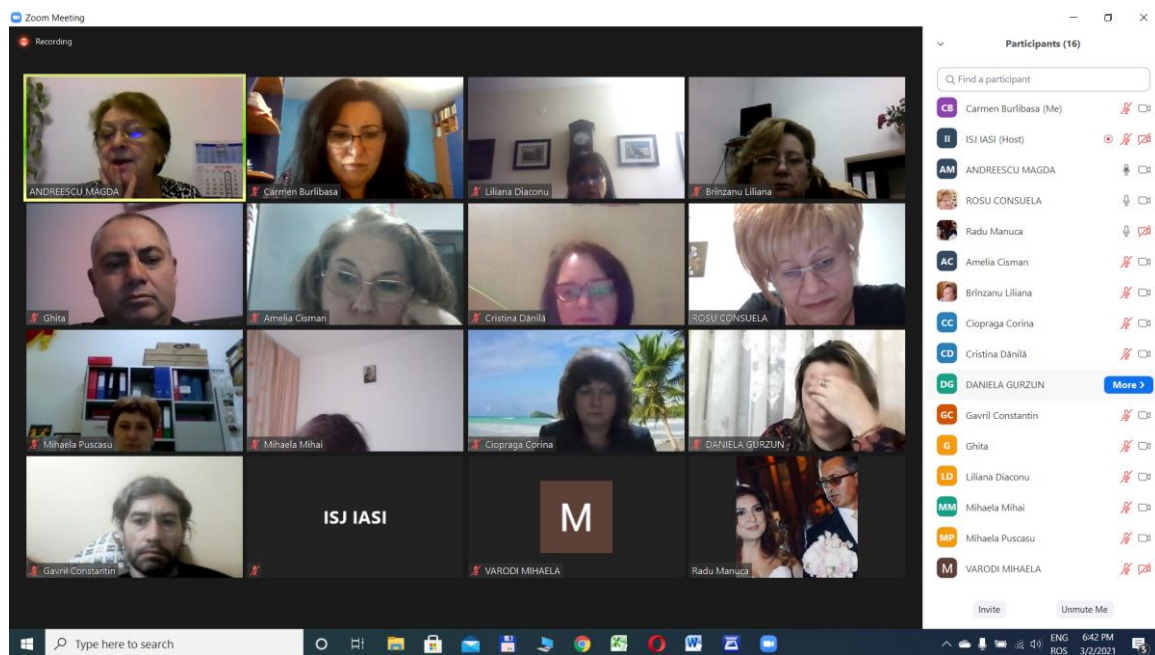 Zoom Meeting
Recording
ANDREESCU MAGDA
Carmen Burlibasa
Liliana Diaconu
Brînzanu Liliana
Ghita
Amelia Cisman
Cristina Dănilă
ROSU CONSUELA
Mihaela Puscasu
Mihaela Mihai
Ciopraga Corina
DANIELA GURZUN
Gavril Constantin
ISJ IASI
M
VARODI MIHAELA
Radu Manuca
Participants (16)
Find a participant
CB Carmen Burlibasa (Me)
II ISJ IASI (Host)
AM ANDREESCU MAGDA
ROSU CONSUELA
Radu Manuca
AC Amelia Cisman
Brînzanu Liliana
CC Ciopraga Corina
CD Cristina Dănilă
DG DANIELA GURZUN More >
GC Gavril Constantin
G Ghita
LD Liliana Diaconu
MM Mihaela Mihai
MP Mihaela Puscasu
M VARODI MIHAELA
Invite Unmute Me
Type here to search
ENG 6:42 PM
ROS 3/2/2021
5